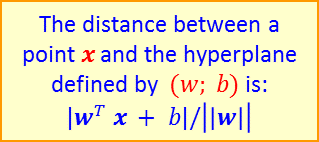 The distance between a
point x and the hyperplane
defined by (w; b) is:
|wᵀ x + b|/||w||